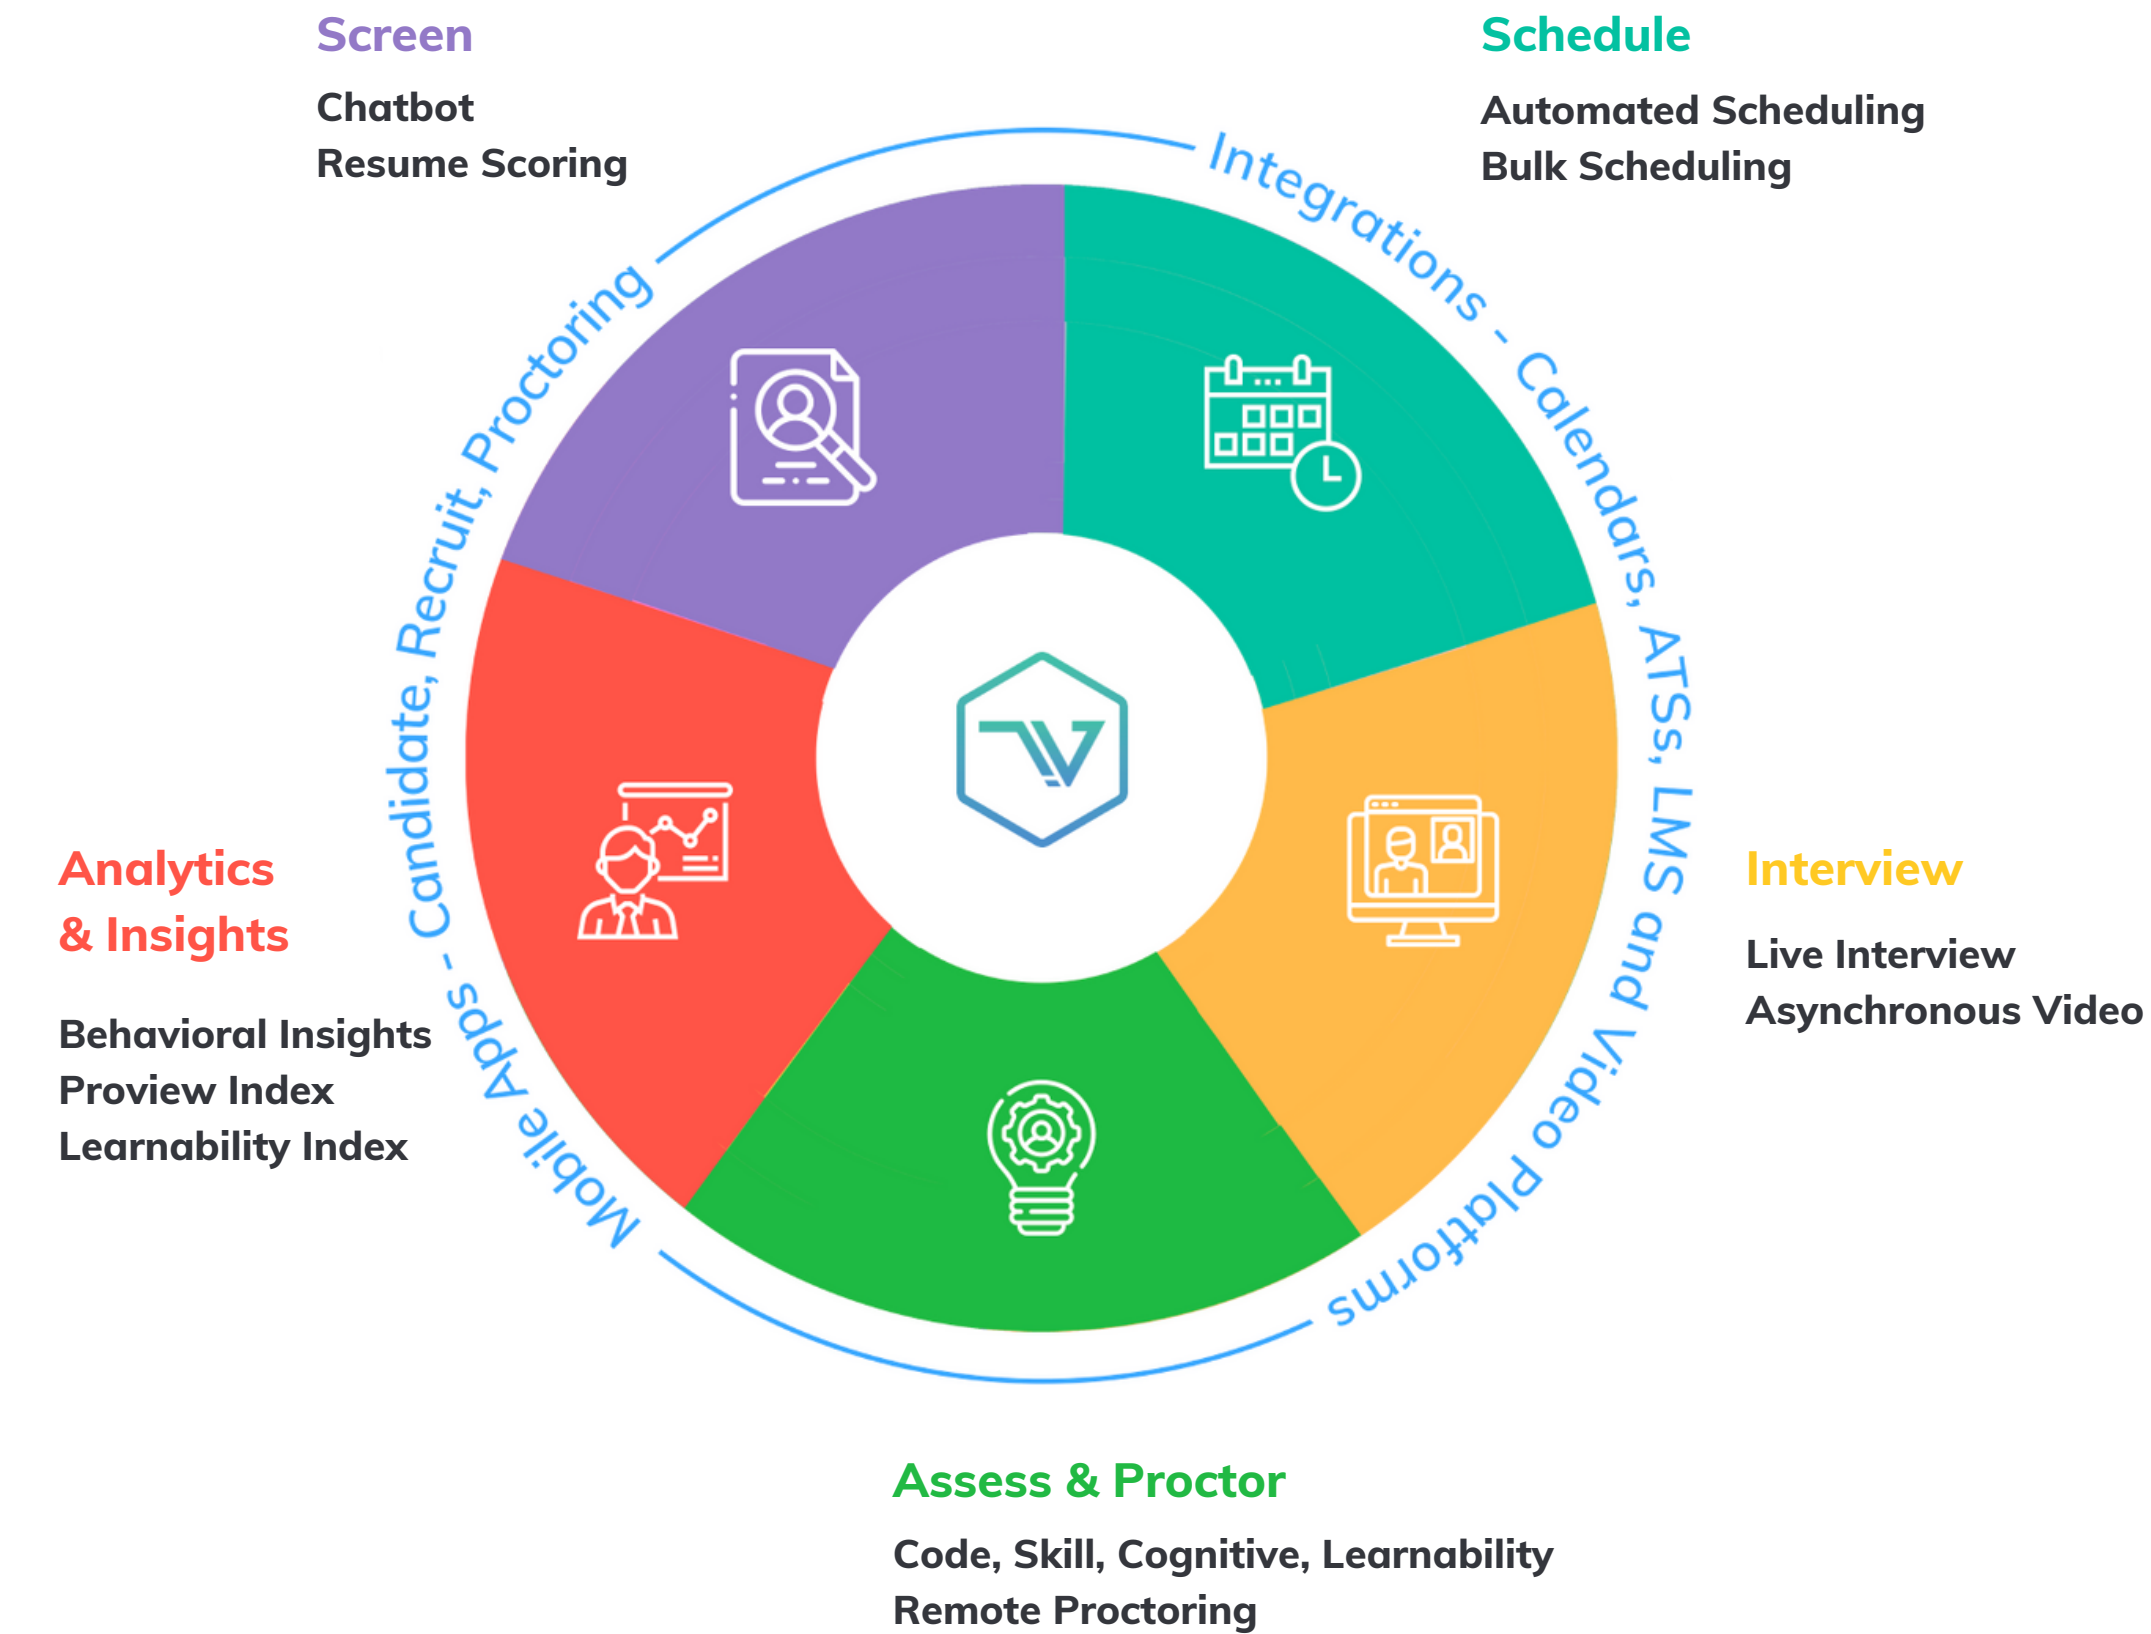 Screen
Chatbot
Resume Scoring
Schedule
Automated Scheduling
Bulk Scheduling
Integrations - Calendars, ATSs, LMS and Video Platforms
Mobile Apps - Candidate, Recruit, Proctoring
Analytics
& Insights
Behavioral Insights
Proview Index
Learnability Index
Interview
Live Interview
Asynchronous Video
Assess & Proctor
Code, Skill, Cognitive, Learnability
Remote Proctoring